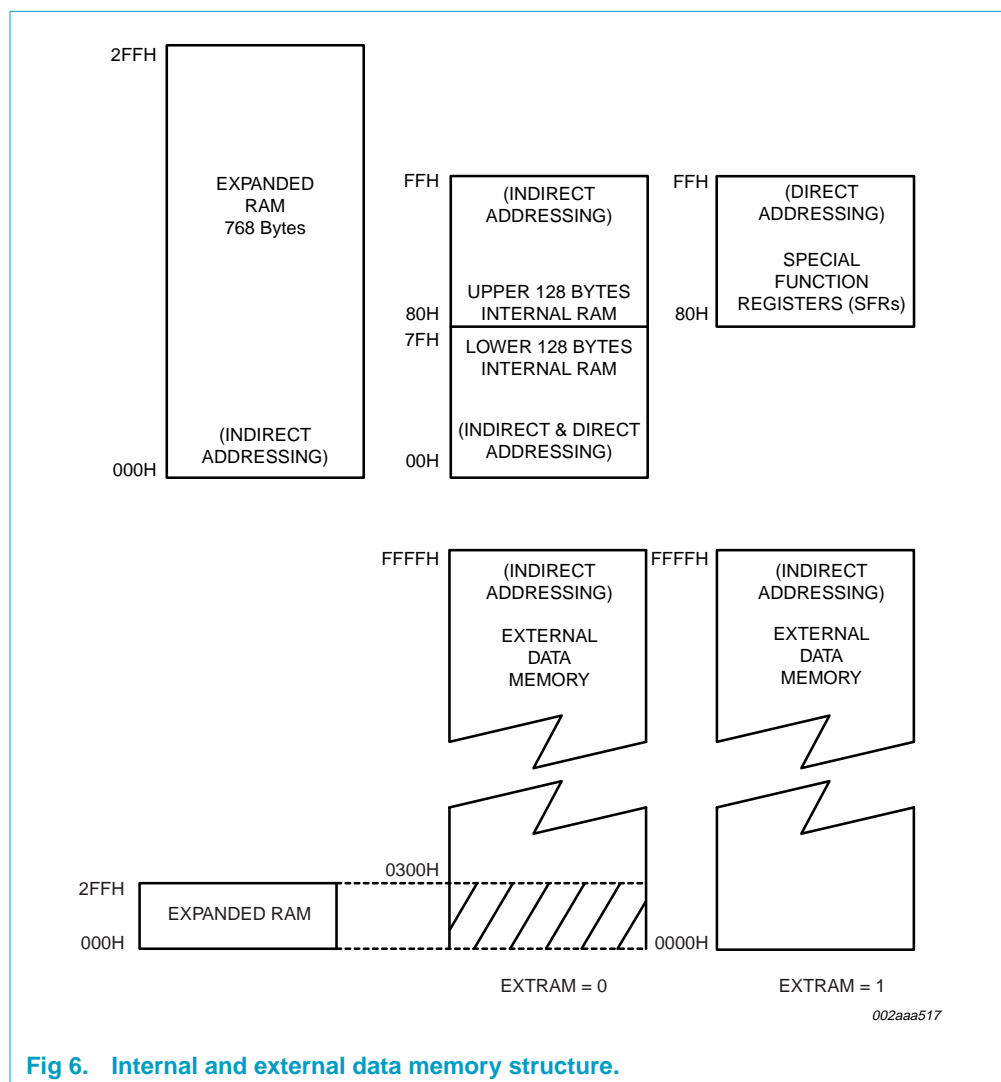 2FFH
EXPANDED
RAM
768 Bytes
(INDIRECT
ADDRESSING)
000H
FFH
(INDIRECT
ADDRESSING)
UPPER 128 BYTES
INTERNAL RAM
80H
7FH
LOWER 128 BYTES
INTERNAL RAM
(INDIRECT & DIRECT
ADDRESSING)
00H
FFH
(DIRECT
ADDRESSING)
SPECIAL
FUNCTION
REGISTERS (SFRs)
80H
FFFFH
(INDIRECT
ADDRESSING)
EXTERNAL
DATA
MEMORY
FFFFH
(INDIRECT
ADDRESSING)
EXTERNAL
DATA
MEMORY
0300H
2FFH
EXPANDED RAM
000H
0000H
EXTRAM = 0
EXTRAM = 1
002aaa517
Fig 6. Internal and external data memory structure.